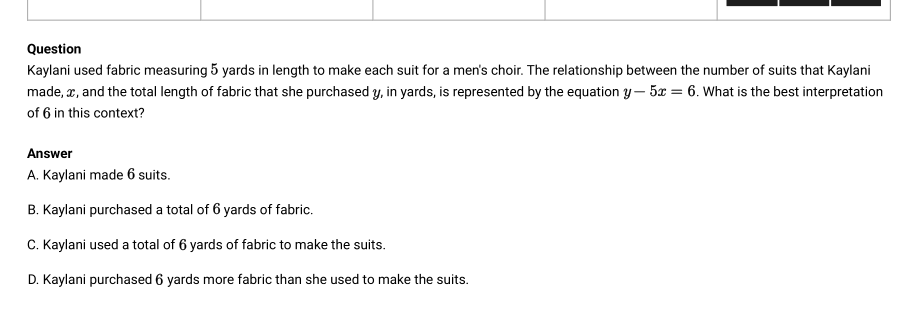 Question
Kaylani used fabric measuring 5 yards in length to make each suit for a men's choir. The relationship between the number of suits that Kaylani
made, x, and the total length of fabric that she purchased y, in yards, is represented by the equation y − 5x = 6. What is the best interpretation
of 6 in this context?
Answer
A. Kaylani made 6 suits.
B. Kaylani purchased a total of 6 yards of fabric.
C. Kaylani used a total of 6 yards of fabric to make the suits.
D. Kaylani purchased 6 yards more fabric than she used to make the suits.